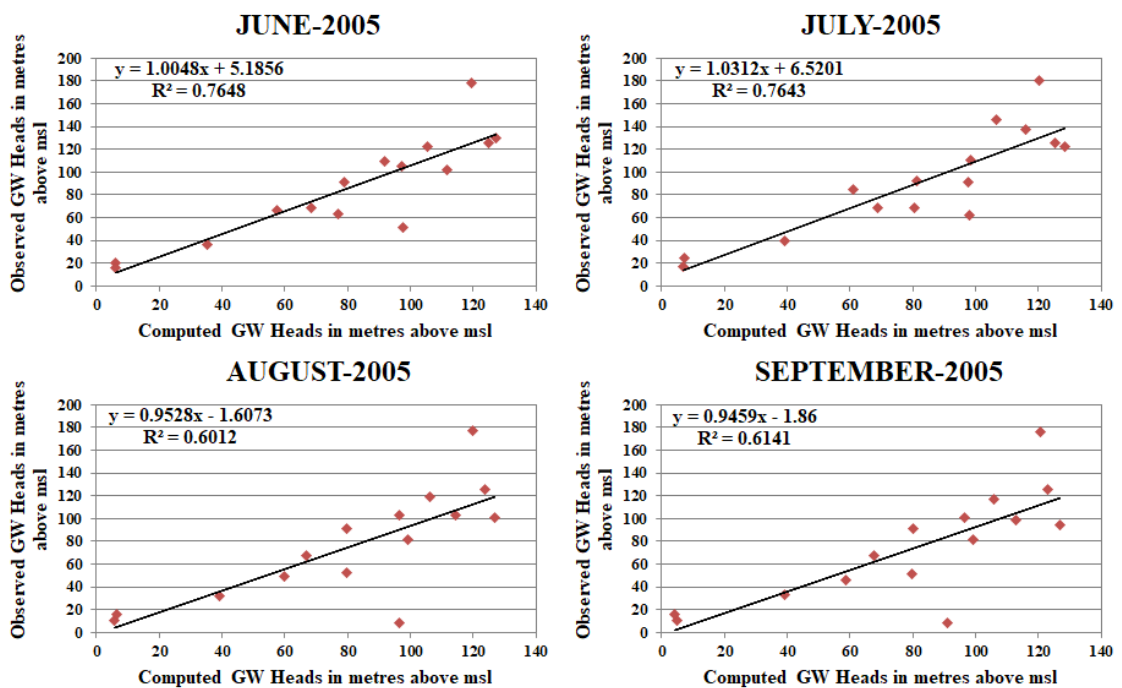 JUNE-2005
200
180
160
140
120
100
80
60
40
20
0
y = 1.0048x + 5.1856
R² = 0.7648
0 20 40 60 80 100 120 140
Observed GW Heads in metres
above msl
Computed GW Heads in metres above msl
JULY-2005
200
180
160
140
120
100
80
60
40
20
0
y = 1.0312x + 6.5201
R² = 0.7643
0 20 40 60 80 100 120 140
Observed GW Heads in metres
above msl
Computed GW Heads in metres above msl
AUGUST-2005
200
180
160
140
120
100
80
60
40
20
0
y = 0.9528x - 1.6073
R² = 0.6012
0 20 40 60 80 100 120 140
Observed GW Heads in metres
above msl
Computed GW Heads in metres above msl
SEPTEMBER-2005
200
180
160
140
120
100
80
60
40
20
0
y = 0.9459x - 1.86
R² = 0.6141
0 20 40 60 80 100 120 140
Observed GW Heads in metres
above msl
Computed GW Heads in metres above msl